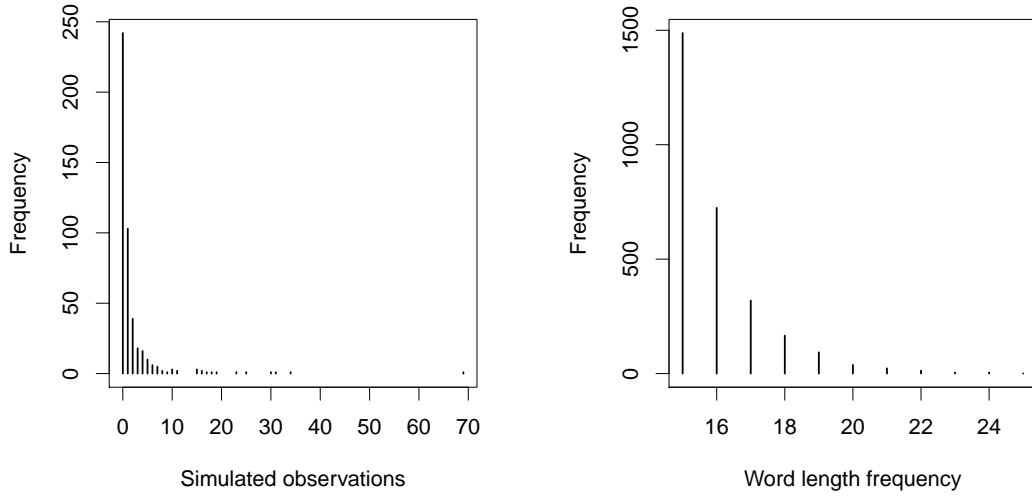 Frequency
0 50 100 150 200 250
0 10 20 30 40 50 60 70
Simulated observations
Frequency
0 500 1000 1500
16 18 20 22 24
Word length frequency